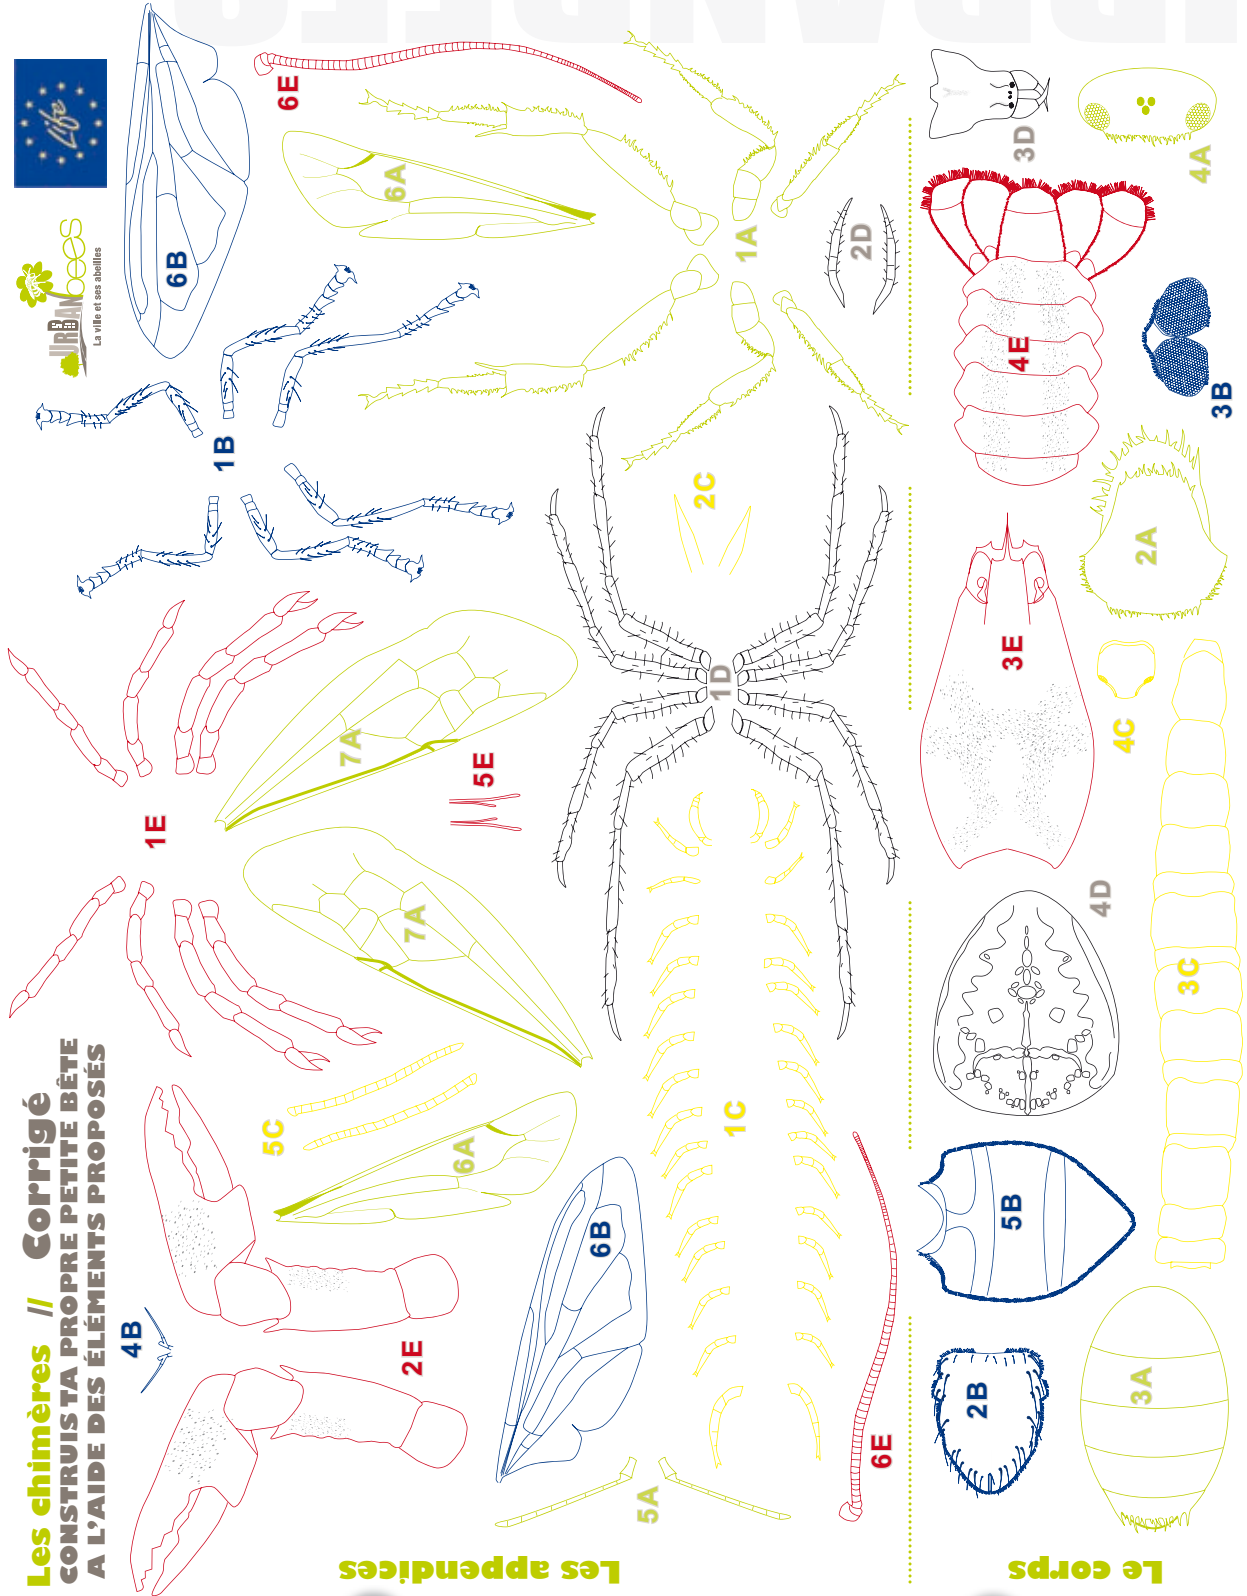 Les chimères // Corrigé
CONSTRUIS TA PROPRE PETITE BÊTE
A L'AIDE DES ÉLÉMENTS PROPOSÉS
URBAN bees
La ville et ses abeilles
Life
Les appendices
4B
2E
1E
1B
6B
6E
5C
6A
7A
7A
6A
5E
6B
5A
1C
1D
2C
1A
2D
6E
Le corps
2B
5B
4D
3E
4E
3D
3A
3C
4C
2A
3B
4A